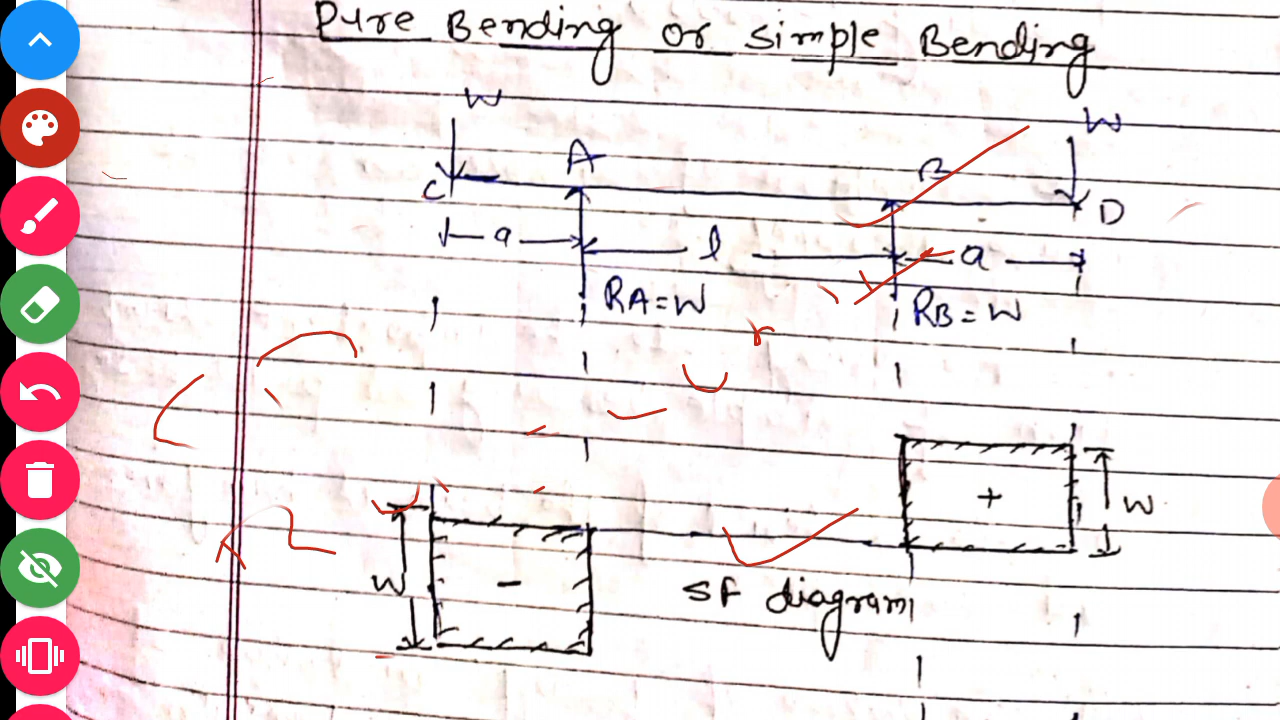 Pure Bending or Simple Bending
W
W
A
B
C
D
a
l
a
RA = W
RB = W
+
W
W
-
SF diagram